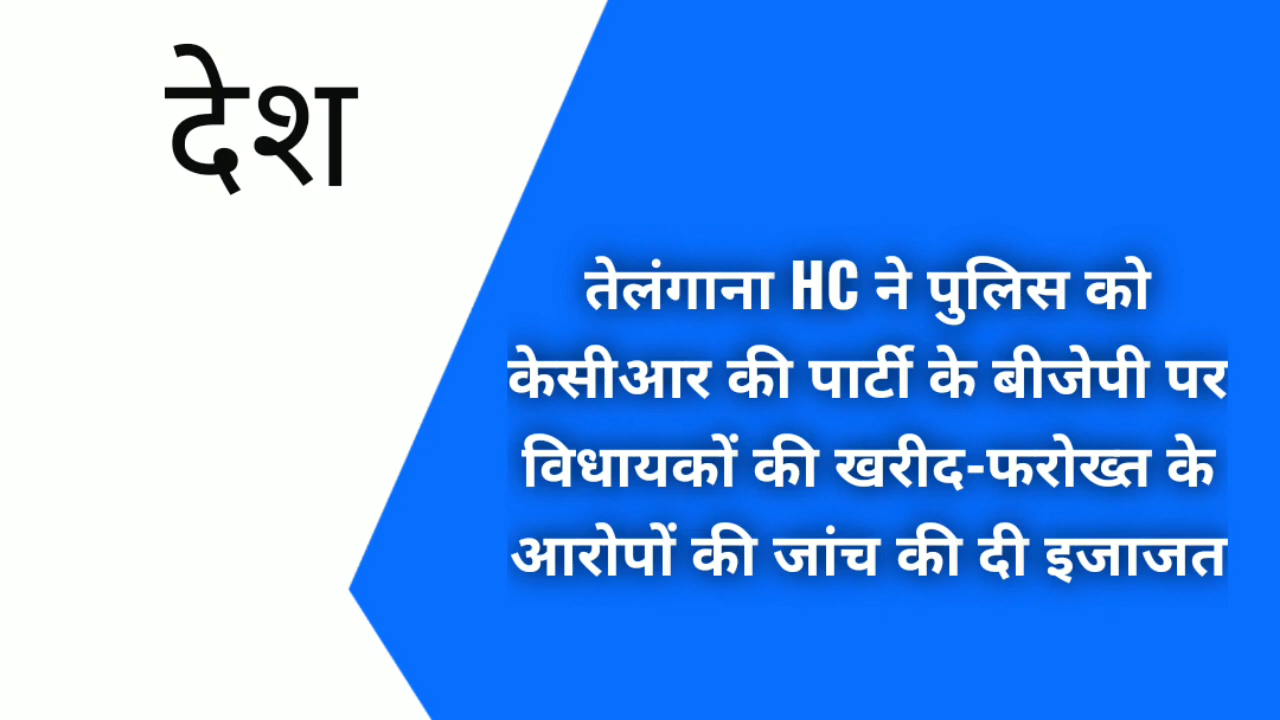 देश
तेलंगाना HC ने पुलिस को
केसीआर की पार्टी के बीजेपी पर
विधायकों की खरीद-फरोख्त के
आरोपों की जांच की दी इजाजत